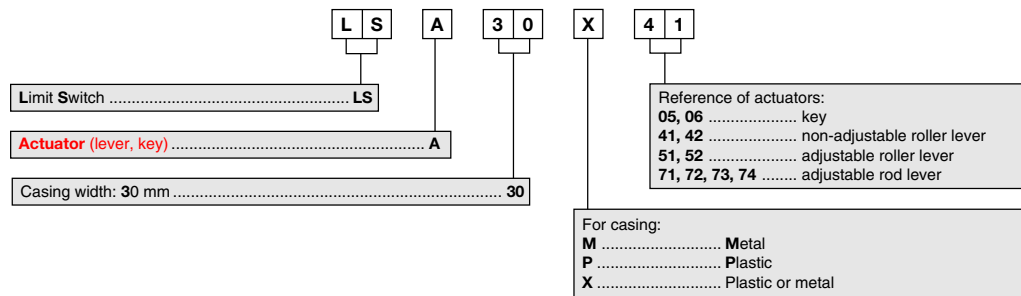 L S A 3 0 X 4 1
Limit Switch ...................................................... LS
Actuator (lever, key) ......................................................... A
Casing width: 30 mm .......................................................................... 30
Reference of actuators:
05, 06 .................... key
41, 42 .................... non-adjustable roller lever
51, 52 .................... adjustable roller lever
71, 72, 73, 74 ........ adjustable rod lever
For casing:
M ........................... Metal
P ............................ Plastic
X ............................ Plastic or metal